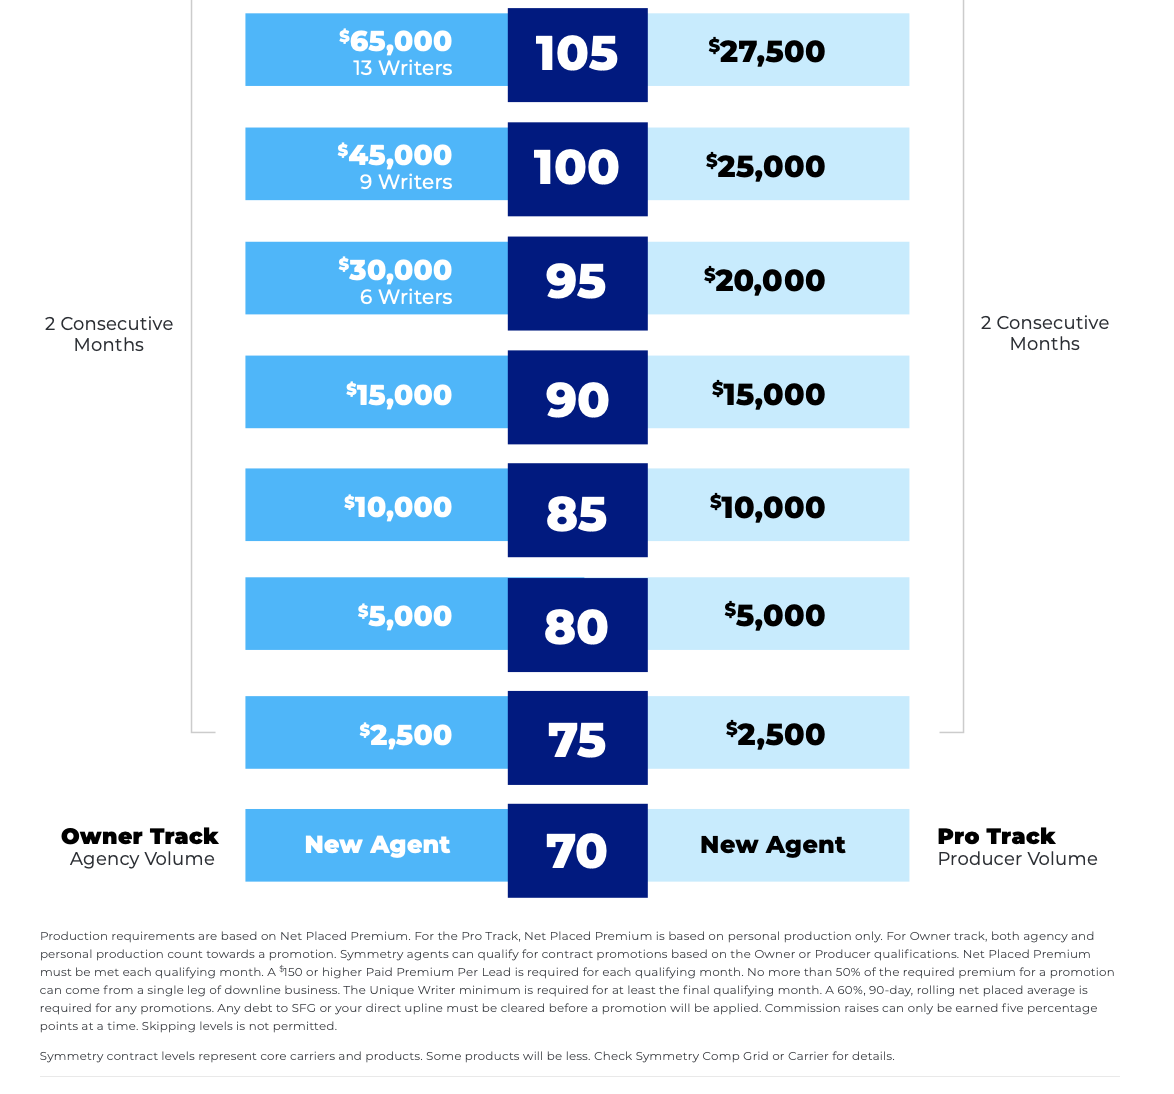 $65,000
13 Writers
105
$27,500
$45,000
9 Writers
100
$25,000
$30,000
6 Writers
95
$20,000
2 Consecutive
Months
2 Consecutive
Months
$15,000
90
$15,000
$10,000
85
$10,000
$5,000
80
$5,000
$2,500
75
$2,500
Owner Track
Agency Volume
New Agent
70
New Agent
Pro Track
Producer Volume
Production requirements are based on Net Placed Premium. For the Pro Track, Net Placed Premium is based on personal production only. For Owner track, both agency and
personal production count towards a promotion. Symmetry agents can qualify for contract promotions based on the Owner or Producer qualifications. Net Placed Premium
must be met each qualifying month. A $150 or higher Paid Premium Per Lead is required for each qualifying month. No more than 50% of the required premium for a promotion
can come from a single leg of downline business. The Unique Writer minimum is required for at least the final qualifying month. A 60%, 90-day, rolling net placed average is
required for any promotions. Any debt to SFG or your direct upline must be cleared before a promotion will be applied. Commission raises can only be earned five percentage
points at a time. Skipping levels is not permitted.
Symmetry contract levels represent core carriers and products. Some products will be less. Check Symmetry Comp Grid or Carrier for details.